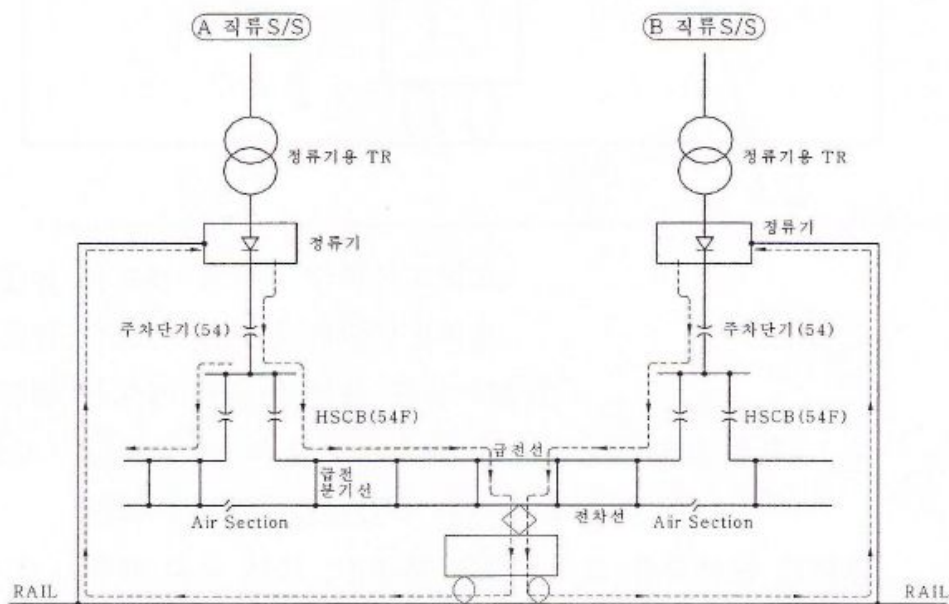 A 직류 S/S
B 직류 S/S
정류기용 TR
정류기용 TR
정류기
정류기
주차단기(54)
주차단기(54)
HSCB(54F)
HSCB(54F)
급전선
급전
분기선
Air Section
전차선
Air Section
RAIL
RAIL